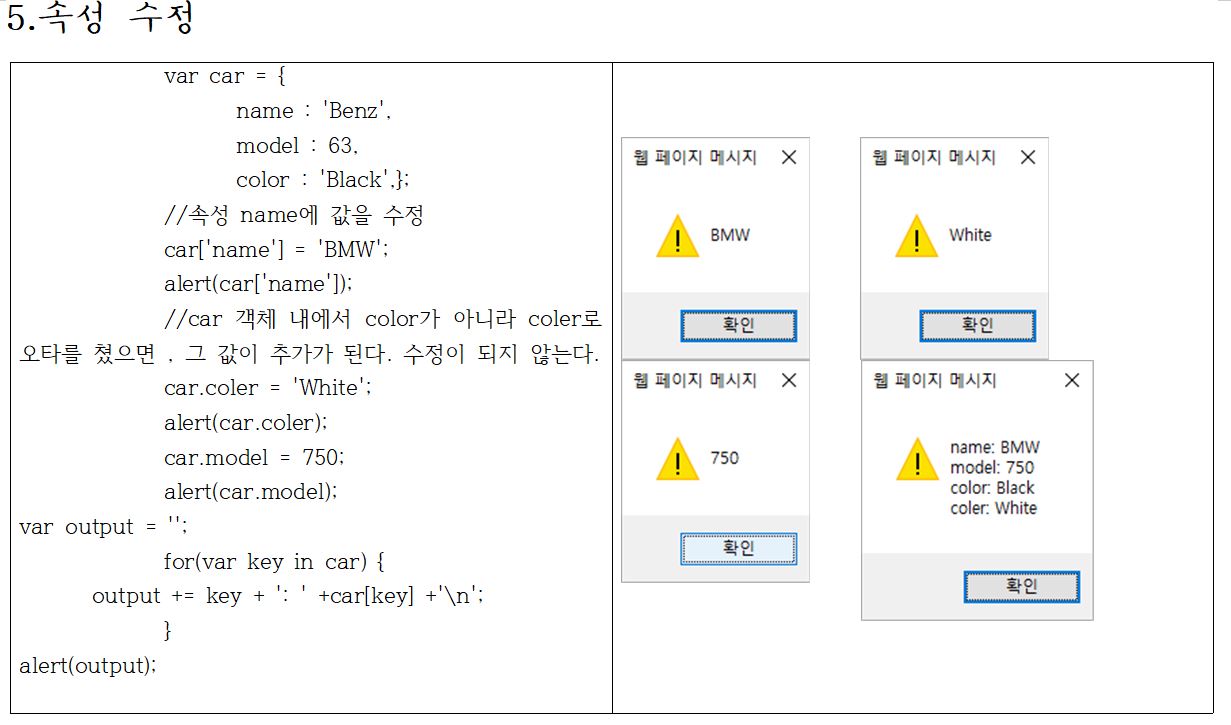 5.속성 수정
var car = {
name : 'Benz',
model : 63,
color : 'Black',};
//속성 name에 값을 수정
car['name'] = 'BMW';
alert(car['name']);
//car 객체 내에서 color가 아니라 coler로
오타를 쳤으면 , 그 값이 추가가 된다. 수정이 되지 않는다.
car.coler = 'White';
alert(car.coler);
car.model = 750;
alert(car.model);
var output = '';
for(var key in car) {
output += key + ': ' +car[key] +'\n';
}
alert(output);
웹 페이지 메시지
BMW
확인
웹 페이지 메시지
White
확인
웹 페이지 메시지
750
확인
웹 페이지 메시지
name: BMW
model: 750
color: Black
coler: White
확인